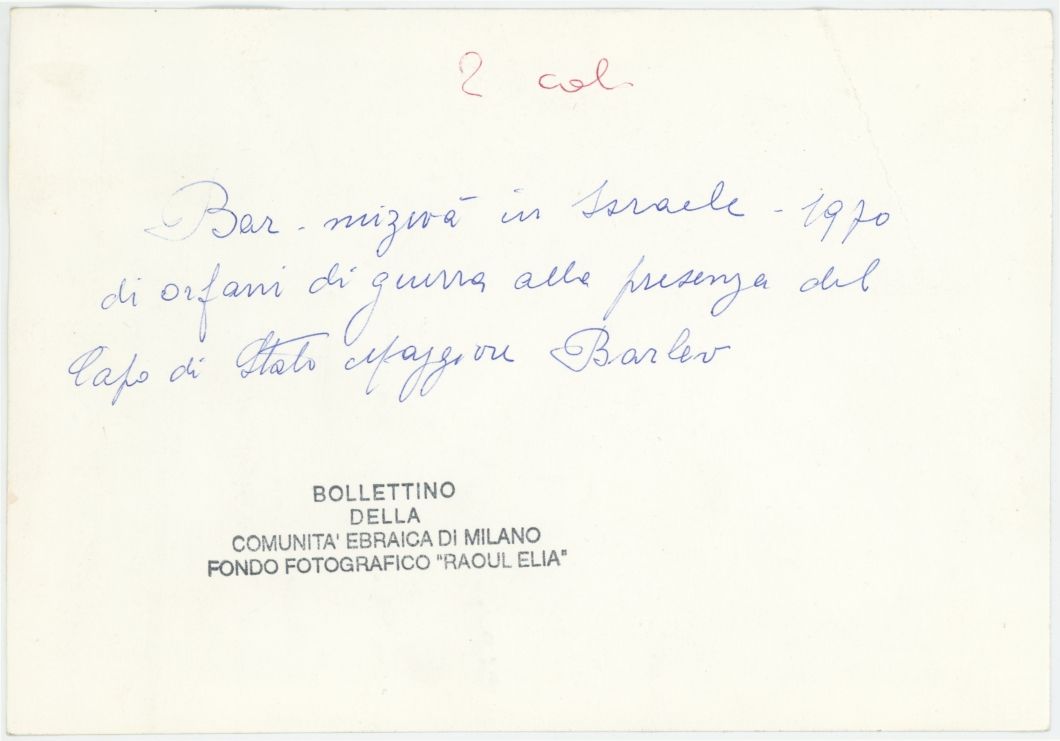 2 col.
Bar-mizwà in Israele - 1970
di orfani di guerra alla presenza del
Capo di Stato Maggiore Barlev
BOLLETTINO
DELLA
COMUNITA' EBRAICA DI MILANO
FONDO FOTOGRAFICO "RAOUL ELIA"